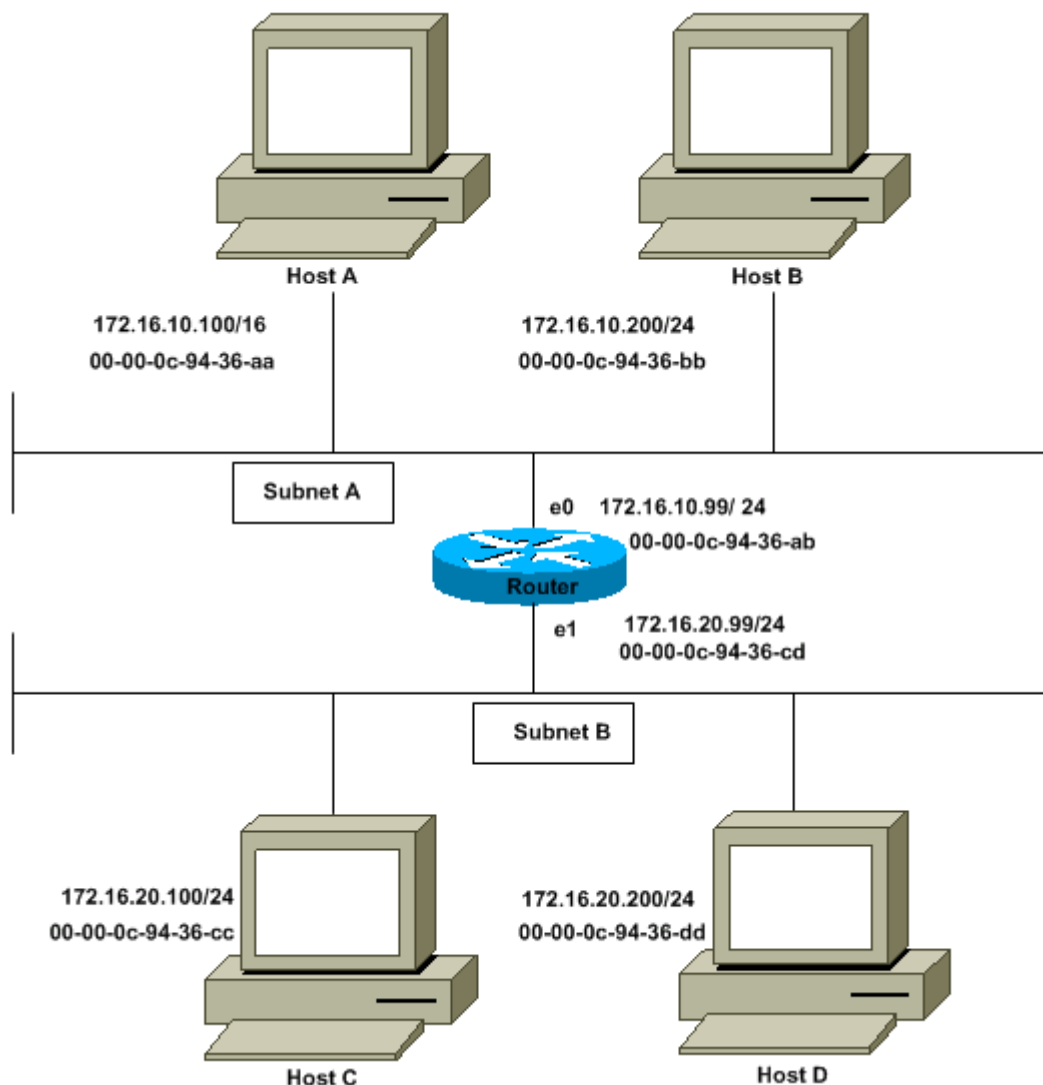 Host A
Host B
172.16.10.100/16
172.16.10.200/24
00-00-0c-94-36-aa
00-00-0c-94-36-bb
Subnet A
e0 172.16.10.99/ 24
00-00-0c-94-36-ab
Router
e1 172.16.20.99/24
00-00-0c-94-36-cd
Subnet B
172.16.20.100/24
172.16.20.200/24
00-00-0c-94-36-cc
00-00-0c-94-36-dd
Host C
Host D